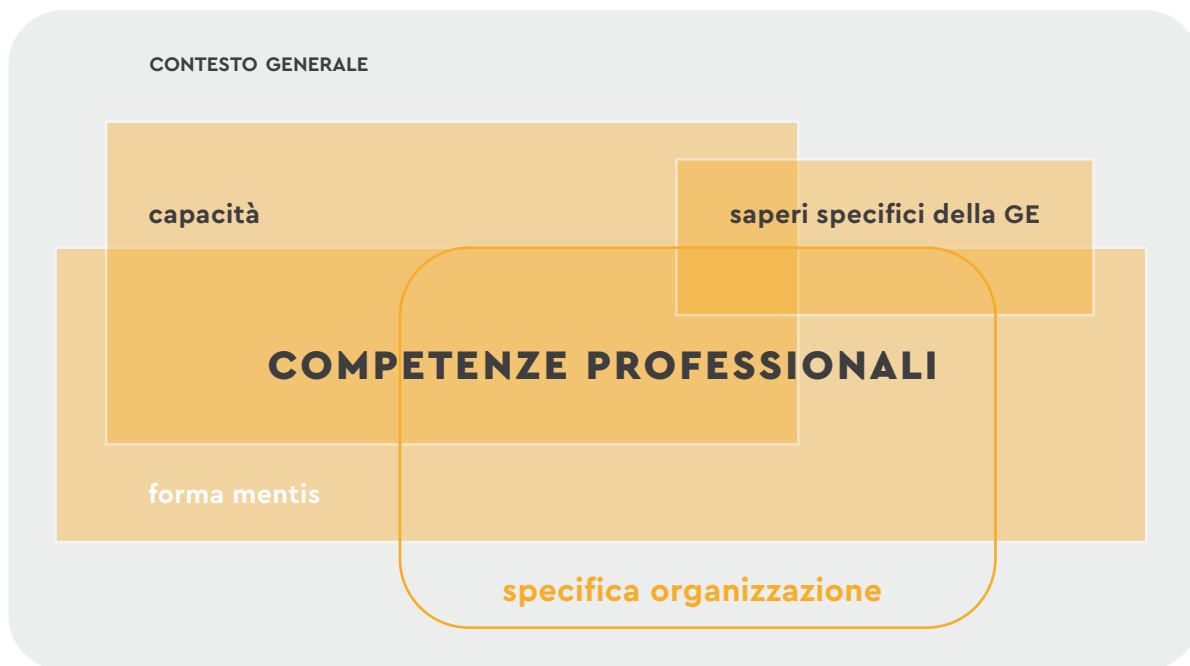 CONTESTO GENERALE
capacità
saperi specifici della GE
COMPETENZE PROFESSIONALI
forma mentis
specifica organizzazione